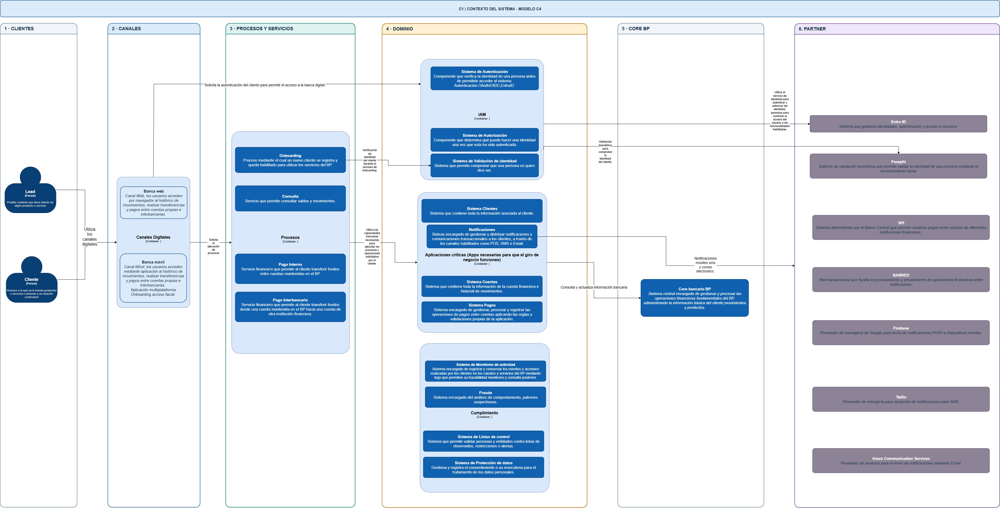 C1 | CONTEXTO DEL SISTEMA · MODELO C4
1 · CLIENTES
Lead
[Person]
Posible contacto que tiene interés en
algún producto o servicio
Cliente
[Person]
Persona a la que se le brinda productos
o servicios conforme a su relación
contractual
Utiliza
los
canales
digitales
2 · CANALES
Banca web
Canal Web, los usuarios acceden
por navegador al histórico de
movimientos, realizar transferencias
y pagos entre cuentas propias e
interbancarias.
Canales Digitales
[Container: ]
Banca móvil
Canal Móvil, los usuarios acceden
mediante aplicación al histórico de
movimientos, realizar transferencias
y pagos entre cuentas propias e
interbancarias.
Aplicación multiplataforma
Onboarding acceso facial.
Solicita la autenticación del cliente para permitir el acceso a la banca digital.
Solicita
la
ejecución
de
procesos
3 · PROCESOS Y SERVICIOS
Onboarding
Proceso mediante el cual un nuevo cliente se registra y
queda habilitado para utilizar los servicios del BP.
Consulta
Servicio que permite consultar saldos y movimientos.
Procesos
[Container: ]
Pago Interno
Servicio financiero que permite al cliente transferir fondos
entre cuentas mantenidas en el BP.
Pago Interbancario
Servicio financiero que permite al cliente transferir fondos
desde una cuenta mantenida en el BP hacia una cuenta de
otra institución financiera.
Verificación
de
identidad
del cliente
durante el
proceso de
onboarding.
Utiliza las
capacidades
bancarias
necesarias
para
ejecutar los
procesos y
operaciones
solicitados
por el
cliente.
4 · DOMINIO
Sistema de Autenticación
Componente que verifica la identidad de una persona antes
de permitirle acceder al sistema.
Autenticación OAuth/OIDC,EntraID
IAM
[Container: ]
Sistema de Autorización
Componente que determina qué puede hacer una identidad
una vez que esta ha sido autenticada.
Sistema de Validación de identidad
Sistema que permite comprobar que una persona es quien
dice ser.
Sistema Clientes
Sistema que contiene toda la información asociada al cliente.
Notificaciones
Sisteas encargado de gestionar y distribuir notificaciones y
comunicaciones transaccionales a los clientes, a través de
los canales habilitados como PUS, SMS e Email.
Aplicaciones críticas (Apps necesarias para que el giro de
negocio funciones)
[Container: ]
Sistema Cuentas
Sistema que contiene toda la información de la cuenta financiera e
historial de movimientos.
Sistema Pagos
Sistema encargado de gestionar, procesar y registrar las
operaciones de pagos entre cuentas aplicando las reglas y
validaciones propias de la aplicación.
Sistema de Monitoreo de actividad
Sistema encargado de registrar y conservar los eventos y acciones
realizadas por los clientes en los canales y servicios del BP mediante
logs que permiten su trazabilidad monitoreo y consulta posterior.
Fraude
Sistema encargado del análisis de comportamiento, patrones
sospechosos.
Cumplimiento
[Container: ]
Sistema de Listas de control
Sistema que permite validar personas y entidades contra listas de
observados, restricciones o alertas.
Sistema de Protección de datos
Gestiona y registra el consentimiento o su revocatoria para el
tratamiento de los datos personales.
Validación
biométrica
para
comprobar
la
identidad
del cliente.
Consulta y actualiza información bancaria
5 · CORE BP
Core bancario BP
Sistema central encargado de gestionar y procesar las
operaciones financieras fundamentales del BP,
administrando la información básica del cliente,movimientos
y productos.
Notificaciones
moviles sms
y correo
electronico.
Utiliza el
servicio de
identidad para
autenticar y
autorizar las
identidad,
permisos para
controlar el
acceso del
usuario a las
funcionalidades
habilitadas.
6. PARTNER
Entra ID
Sistema que gestiona identidades, autenticación y acceso a recursos.
Facephi
Sistema de validación biométrica que permite validar la identidad de una persona mediante el
reconocimiento facial.
SPI
Sistema administrado por el Banco Central que permite canalizar pagos entre cuentas de diferentes
instituciones financieras.
BANRED
Red transaccional que facilita el procesamiento y enrutamiento de operaciones financieras entre
instituciones.
Firebase
Proveedor de mensajeria de Google para envío de notificaciones PUSH a dispositivos móviles.
Twilio
Proveedor de mensjería para recepción de notificaciones para SMS.
Azure Communication Services
Proveedor de servicios para el envío de notificaciones mediante Email.